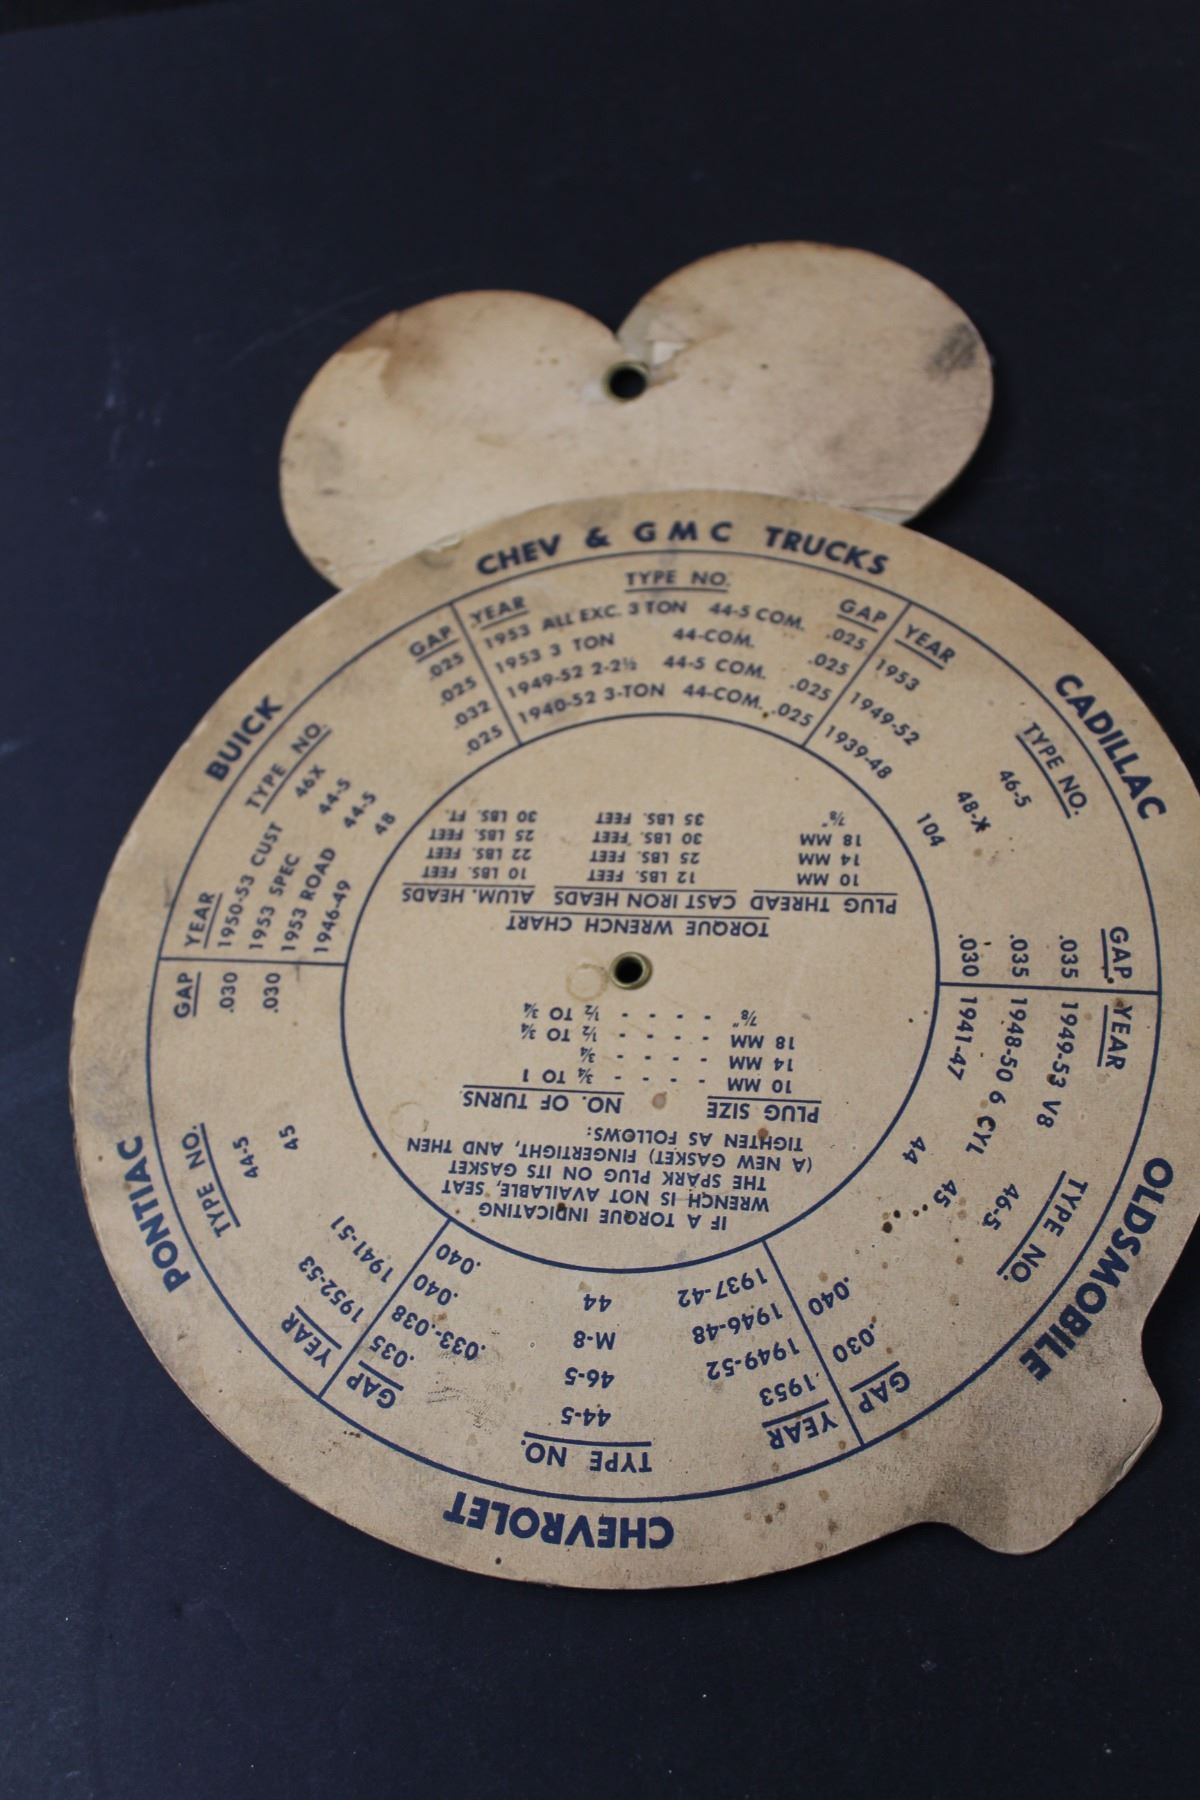 CHEV & GMC TRUCKS
YEAR TYPE NO. GAP
1953 ALL EXC. 3 TON 44-5 COM. .025
1953 3 TON 44-COM. .025
1949-52 2-2½ 44-5 COM. .025
1940-52 3-TON 44-COM. .025
CADILLAC
YEAR TYPE NO. GAP
1953 46-5 .035
1949-52 48-X .035
1939-48 104 .030
OLDSMOBILE
YEAR TYPE NO. GAP
1949-53 V8 46-5 .030
1948-50 6 CYL 45 .040
1941-47 44
CHEVROLET
YEAR TYPE NO. GAP
1953 44-5 .035
1949-52 46-5 .033-.038
1946-48 M-8 .040
1937-42 44 .040
PONTIAC
YEAR TYPE NO. GAP
1952-53 44-5 .030
1941-51 45 .030
BUICK
YEAR TYPE NO. GAP
1950-53 CUST 46X .025
1953 SPEC 44-5 .025
1953 ROAD 44-5 .032
1946-49 48 .025
IF A TORQUE INDICATING
WRENCH IS NOT AVAILABLE, SEAT
THE SPARK PLUG ON ITS GASKET
(A NEW GASKET) FINGERTIGHT, AND THEN
TIGHTEN AS FOLLOWS:
PLUG SIZE NO. OF TURNS
10 MM - - - - ¾ TO 1
14 MM - - - - ¾
18 MM - - - - ½ TO ¾
⅞" - - - - ½ TO ¾
TORQUE WRENCH CHART
PLUG THREAD CAST IRON HEADS ALUM. HEADS
10 MM 12 LBS. FEET 10 LBS. FEET
14 MM 25 LBS. FEET 22 LBS. FEET
18 MM 30 LBS. FEET 25 LBS. FEET
⅞" 35 LBS. FEET 30 LBS. FT.